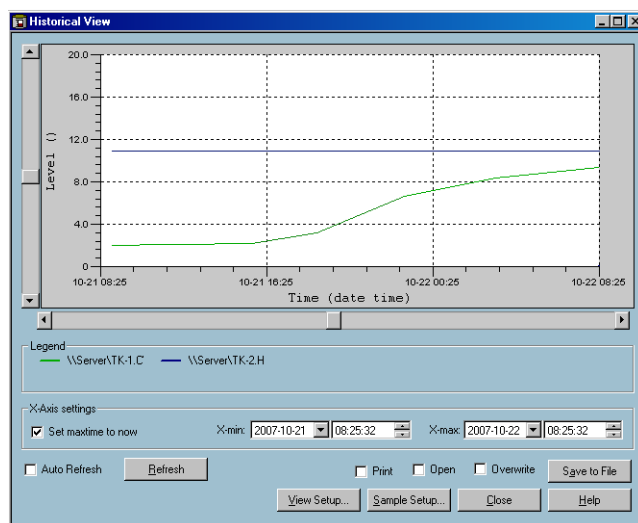 Historical View
20.0
16.0
12.0
8.0
4.0
0
Level ()
10-21 08:25 10-21 16:25 10-22 00:25 10-22 08:25
Time (date time)
Legend
\\Server\TK-1.C \\Server\TK-2.H
X-Axis settings
Set maxtime to now X-min: 2007-10-21 08:25:32 X-max: 2007-10-22 08:25:32
Auto Refresh Refresh Print Open Overwrite Save to File
View Setup... Sample Setup... Close Help